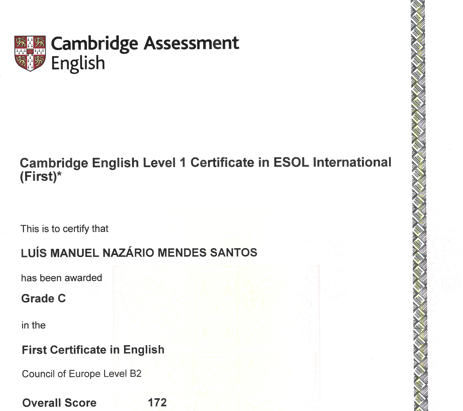 Cambridge Assessment
English
Cambridge English Level 1 Certificate in ESOL International
(First)*
This is to certify that
LUÍS MANUEL NAZÁRIO MENDES SANTOS
has been awarded
Grade C
in the
First Certificate in English
Council of Europe Level B2
Overall Score 172